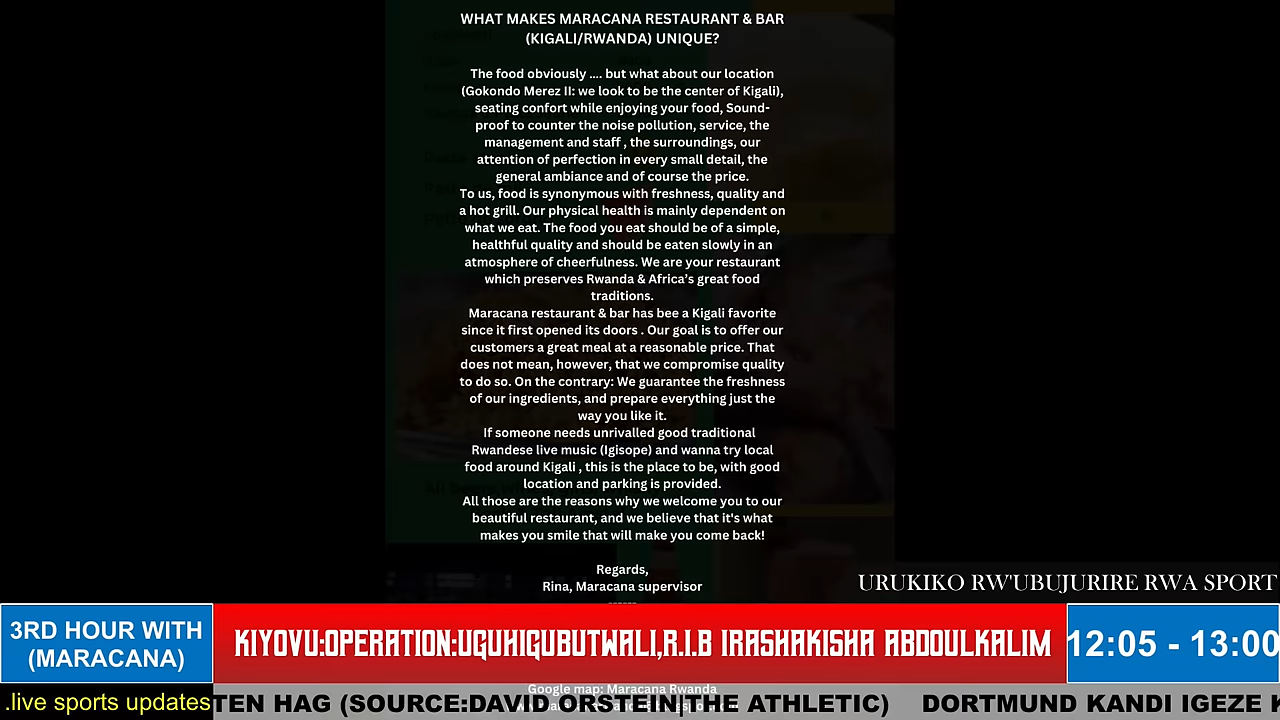 WHAT MAKES MARACANA RESTAURANT & BAR
(KIGALI/RWANDA) UNIQUE?
The food obviously .... but what about our location
(Gokondo Merez II: we look to be the center of Kigali),
seating confort while enjoying your food, Sound-
proof to counter the noise pollution, service, the
management and staff , the surroundings, our
attention of perfection in every small detail, the
general ambiance and of course the price.
To us, food is synonymous with freshness, quality and
a hot grill. Our physical health is mainly dependent on
what we eat. The food you eat should be of a simple,
healthful quality and should be eaten slowly in an
atmosphere of cheerfulness. We are your restaurant
which preserves Rwanda & Africa's great food
traditions.
Maracana restaurant & bar has bee a Kigali favorite
since it first opened its doors . Our goal is to offer our
customers a great meal at a reasonable price. That
does not mean, however, that we compromise quality
to do so. On the contrary: We guarantee the freshness
of our ingredients, and prepare everything just the
way you like it.
If someone needs unrivalled good traditional
Rwandese live music (Igisope) and wanna try local
food around Kigali , this is the place to be, with good
location and parking is provided.
All those are the reasons why we welcome you to our
beautiful restaurant, and we believe that it's what
makes you smile that will make you come back!
Regards,
Rina, Maracana supervisor
------
URUKIKO RW'UBUJURIRE RWA SPORT
3RD HOUR WITH
(MARACANA)
KIYOVU:OPERATION:UGUHIGUBUTWALI,R.I.B IRASHAKISHA ABDOULKALIM
12:05 - 13:00
Google map: Maracana Rwanda
.live sports updates
TEN HAG (SOURCE:DAVID ORSTEIN| THE ATHLETIC) DORTMUND KANDI IGEZE